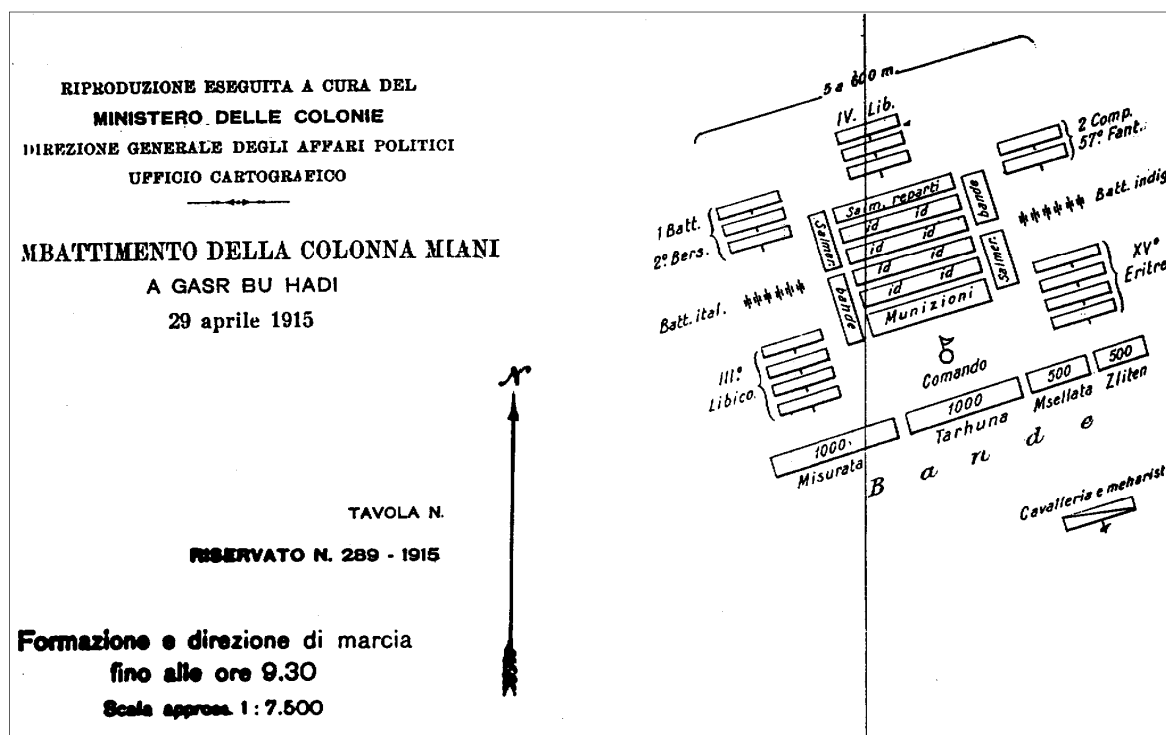 RIPRODUZIONE ESEGUITA A CURA DEL
MINISTERO DELLE COLONIE
DIREZIONE GENERALE DEGLI AFFARI POLITICI
UFFICIO CARTOGRAFICO
MBATTIMENTO DELLA COLONNA MIANI
A GASR BU HADI
29 aprile 1915
N
TAVOLA N.
RISERVATO N. 289 - 1915
Formazione e direzione di marcia
fino alle ore 9.30
Scala appross. 1 : 7.500
5 a 600 m.
IV. Lib.
2 Comp.
57° Fant.
1 Batt.
2° Bers.
Salm. reparti
Salmeri
bande
id id
id id
id id
id id
Munizioni
bande
Salmeri
Batt. indig
Batt. ital.
XV°
Eritre
III°
Libico
Comando
1000
Misurata
1000
Tarhuna
500
Msellata
500
Zliten
Bande
Cavalleria e meharist